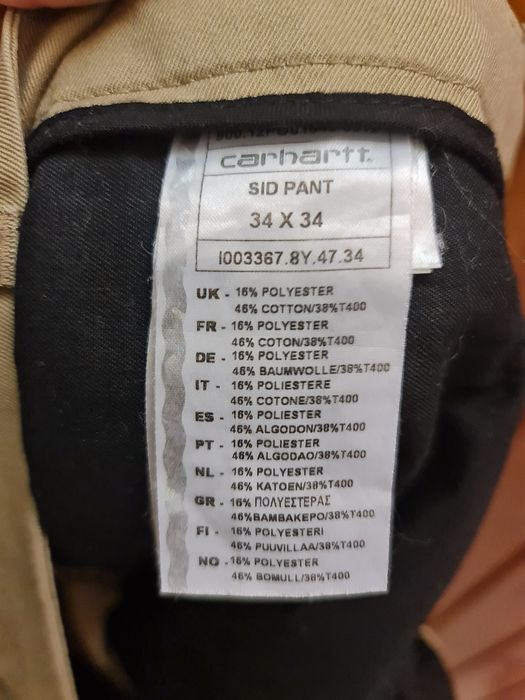 carhartt
SID PANT
34 X 34
I003367.8Y.47.34
UK - 16% POLYESTER
46% COTTON/38%T400
FR - 16% POLYESTER
46% COTON/38%T400
DE - 16% POLYESTER
46% BAUMWOLLE/38%T400
IT - 16% POLIESTERE
46% COTONE/38%T400
ES - 16% POLIESTER
46% ALGODON/38%T400
PT - 16% POLIESTER
46% ALGODAO/38%T400
NL - 16% POLYESTER
46% KATOEN/38%T400
GR - 16% ΠΟΛΥΕΣΤΕΡΑΣ
46%ΒΑΜΒΑΚΕΡΟ/38%T400
FI - 16% POLYESTERI
46% PUUVILLAA/38%T400
NO - 16% POLYESTER
46% BOMULL/38%T400